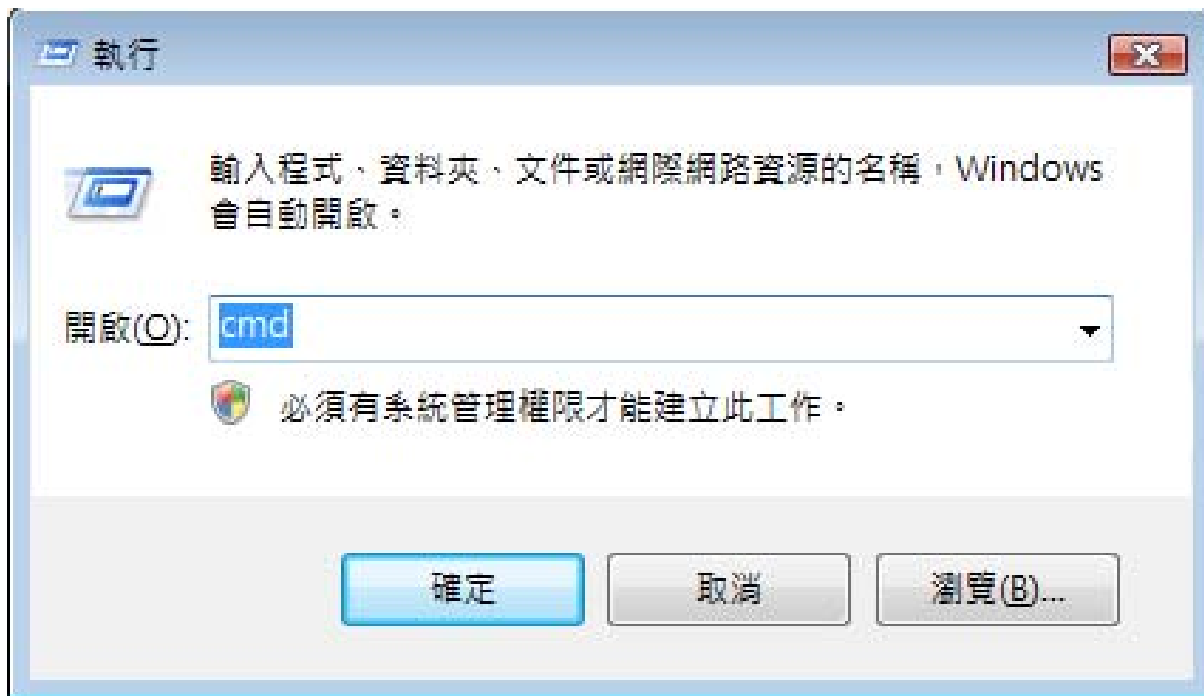 執行
輸入程式、資料夾、文件或網際網路資源的名稱，Windows
會自動開啟。
開啟(O): cmd
必須有系統管理權限才能建立此工作。
確定 取消 瀏覽(B)...